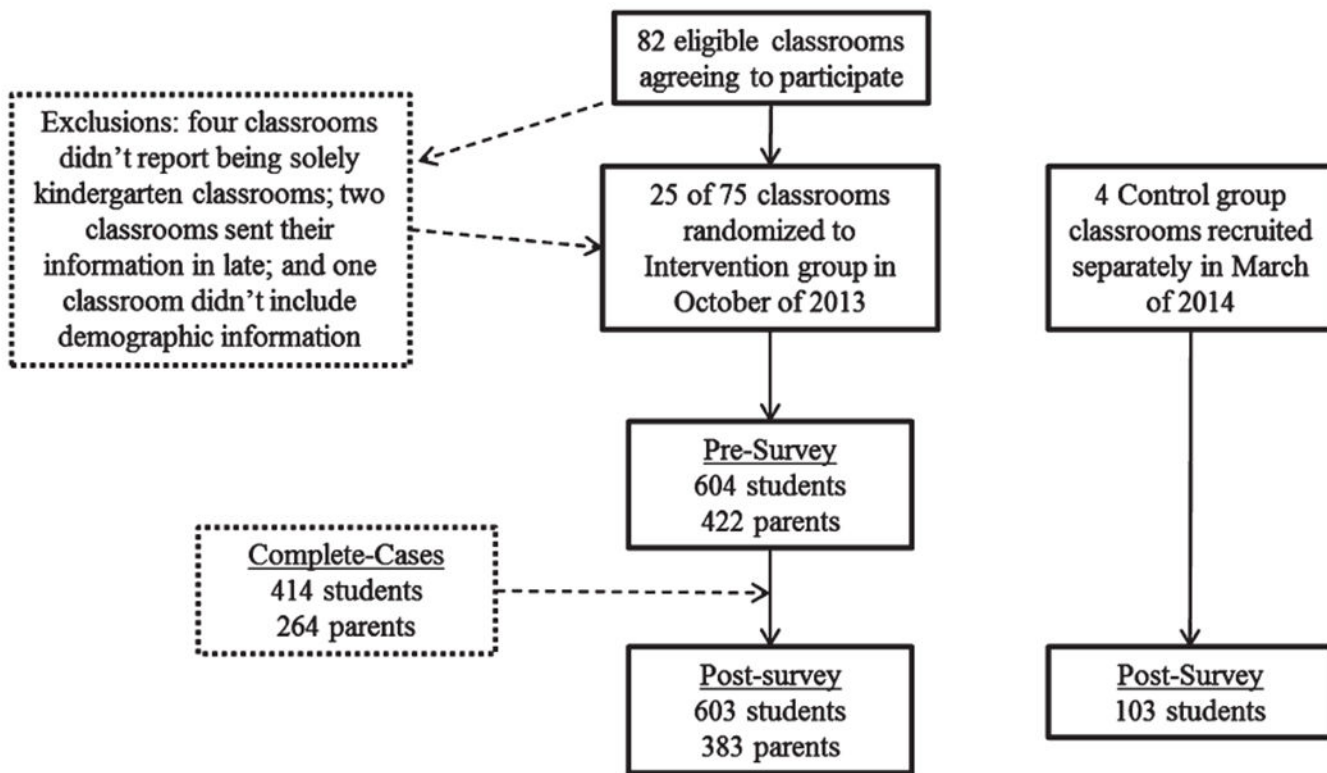 82 eligible classrooms
agreeing to participate
Exclusions: four classrooms
didn’t report being solely
kindergarten classrooms; two
classrooms sent their
information in late; and one
classroom didn’t include
demographic information
25 of 75 classrooms
randomized to
Intervention group in
October of 2013
4 Control group
classrooms recruited
separately in March
of 2014
Pre-Survey
604 students
422 parents
Complete-Cases
414 students
264 parents
Post-survey
603 students
383 parents
Post-Survey
103 students